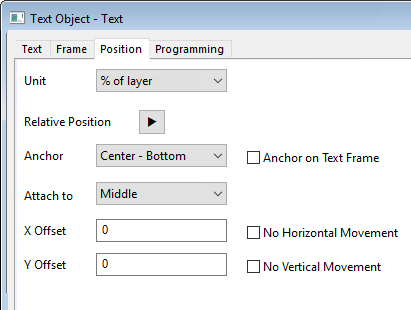 Text Object - Text
Text Frame Position Programming
Unit % of layer
Relative Position
Anchor Center - Bottom Anchor on Text Frame
Attach to Middle
X Offset 0 No Horizontal Movement
Y Offset 0 No Vertical Movement